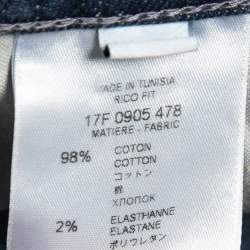 MADE IN TUNISIA
RICO FIT
17F 0905 478
MATIERE - FABRIC
98% COTON
COTTON
コットン
棉
ХЛОПОК
2% ELASTHANNE
ELASTANE
ポリウレタン